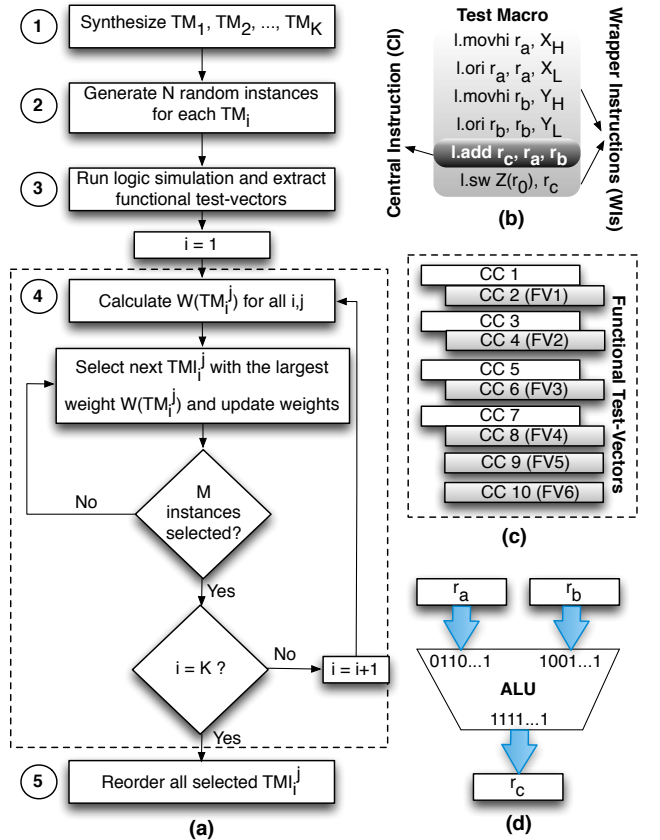 1
Synthesize TM1, TM2, ..., TMK
2
Generate N random instances
for each TMi
3
Run logic simulation and extract
functional test-vectors
i = 1
4
Calculate W(TMi^j) for all i,j
Select next TMIi^j with the largest
weight W(TMi^j) and update weights
No
M
instances
selected?
Yes
i = K ?
No
i = i+1
Yes
5
Reorder all selected TMIi^j
(a)
Test Macro
Central Instruction (CI)
l.movhi ra, XH
l.ori ra, ra, XL
l.movhi rb, YH
l.ori rb, rb, YL
l.add rc, ra, rb
l.sw Z(r0), rc
Wrapper Instructions (WIs)
(b)
CC 1
CC 2 (FV1)
CC 3
CC 4 (FV2)
CC 5
CC 6 (FV3)
CC 7
CC 8 (FV4)
CC 9 (FV5)
CC 10 (FV6)
Functional Test-Vectors
(c)
ra
rb
0110...1
1001...1
ALU
1111...1
rc
(d)